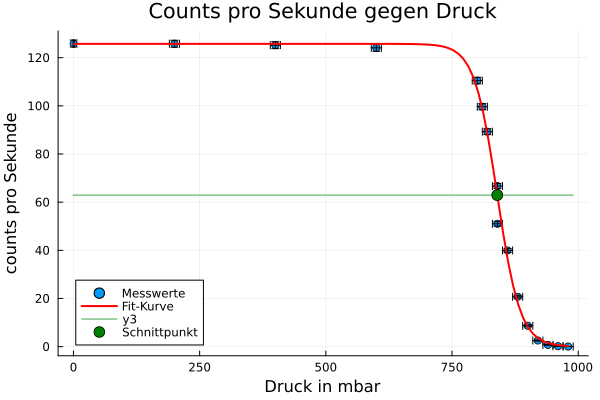 Counts pro Sekunde gegen Druck
counts pro Sekunde
120
100
80
60
40
20
0
Messwerte
Fit-Kurve
y3
Schnittpunkt
0 250 500 750 1000
Druck in mbar